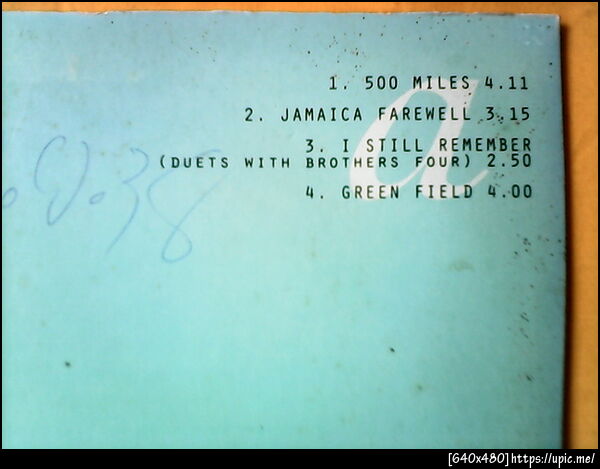 a
1. 500 MILES 4.11
2. JAMAICA FAREWELL 3.15
3. I STILL REMEMBER
(DUETS WITH BROTHERS FOUR) 2.50
4. GREEN FIELD 4.00
[640x480]https://upic.me/